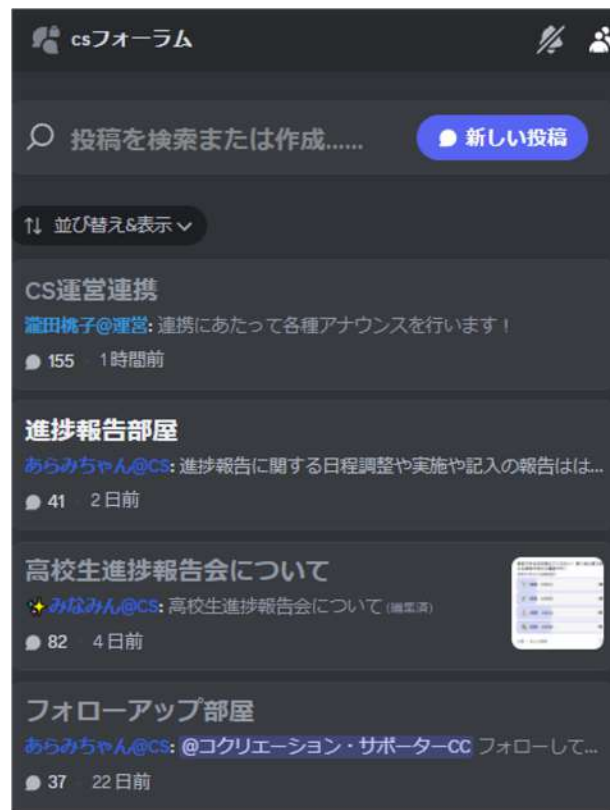 csフォーラム
投稿を検索または作成......
新しい投稿
並び替え&表示
CS運営連携
瀧田桃子@運営: 連携にあたって各種アナウンスを行います！
155 1時間前
進捗報告部屋
あらみちゃん@CS: 進捗報告に関する日程調整や実施や記入の報告はは...
41 2日前
高校生進捗報告会について
✨みなみん@CS: 高校生進捗報告会について (編集済)
82 4日前
フォローアップ部屋
あらみちゃん@CS: @コクリエーション・サポーターCC フォローして...
37 22日前